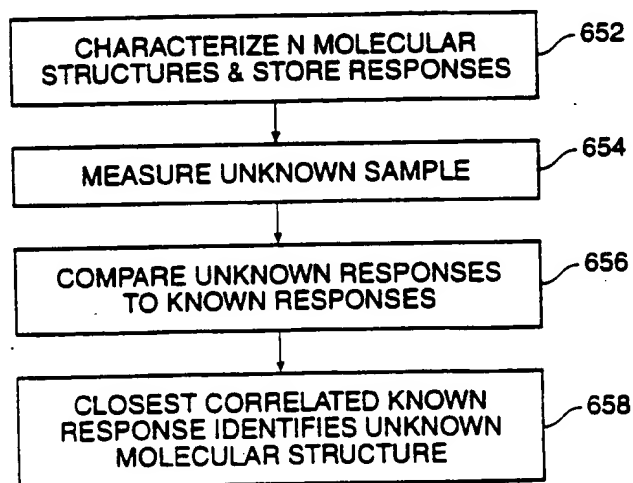 CHARACTERIZE N MOLECULAR
STRUCTURES & STORE RESPONSES
652
MEASURE UNKNOWN SAMPLE
654
COMPARE UNKNOWN RESPONSES
TO KNOWN RESPONSES
656
CLOSEST CORRELATED KNOWN
RESPONSE IDENTIFIES UNKNOWN
MOLECULAR STRUCTURE
658